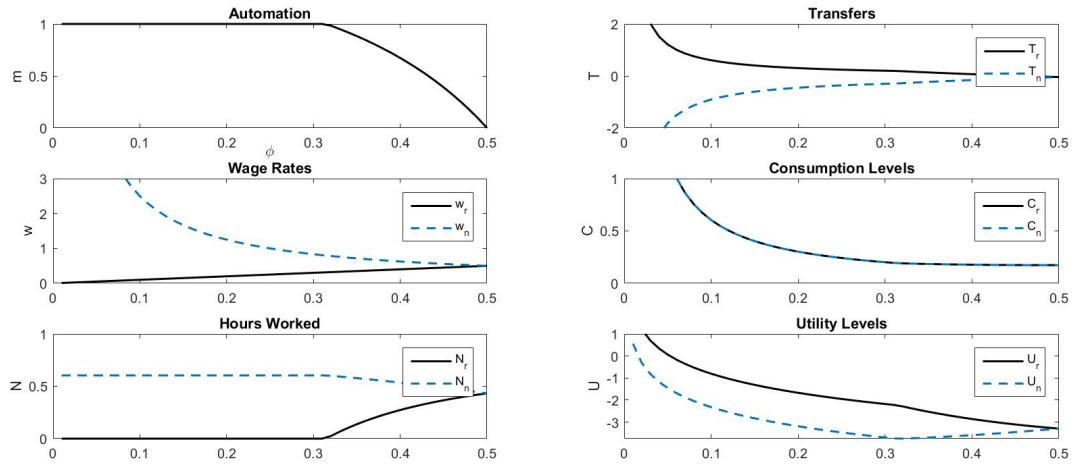 Automation
1
0.5
0
m
0
0.1
0.2
0.3
0.4
0.5
ϕ
Transfers
2
0
-2
T
T_r
T_n
0
0.1
0.2
0.3
0.4
0.5
Wage Rates
3
2
1
0
w
w_r
w_n
0
0.1
0.2
0.3
0.4
0.5
Consumption Levels
1
0.5
0
C
C_r
C_n
0
0.1
0.2
0.3
0.4
0.5
Hours Worked
1
0.5
0
N
N_r
N_n
0
0.1
0.2
0.3
0.4
0.5
Utility Levels
0
-1
-2
-3
U
U_r
U_n
0
0.1
0.2
0.3
0.4
0.5